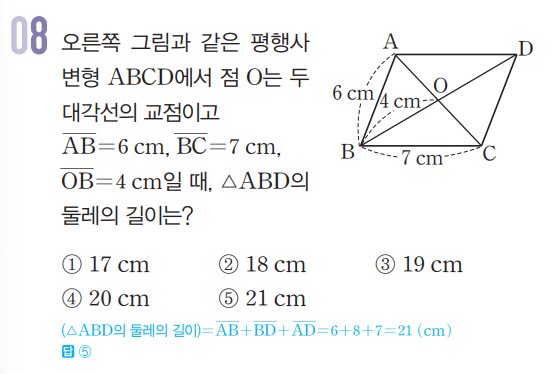 08 오른쪽 그림과 같은 평행사
변형 ABCD에서 점 O는 두
대각선의 교점이고
AB=6 cm, BC=7 cm,
OB=4 cm일 때, △ABD의
둘레의 길이는?
A
D
6 cm
4 cm
O
B
7 cm
C
① 17 cm ② 18 cm ③ 19 cm
④ 20 cm ⑤ 21 cm
(△ABD의 둘레의 길이)=AB+BD+AD=6+8+7=21 (cm)
답 ⑤